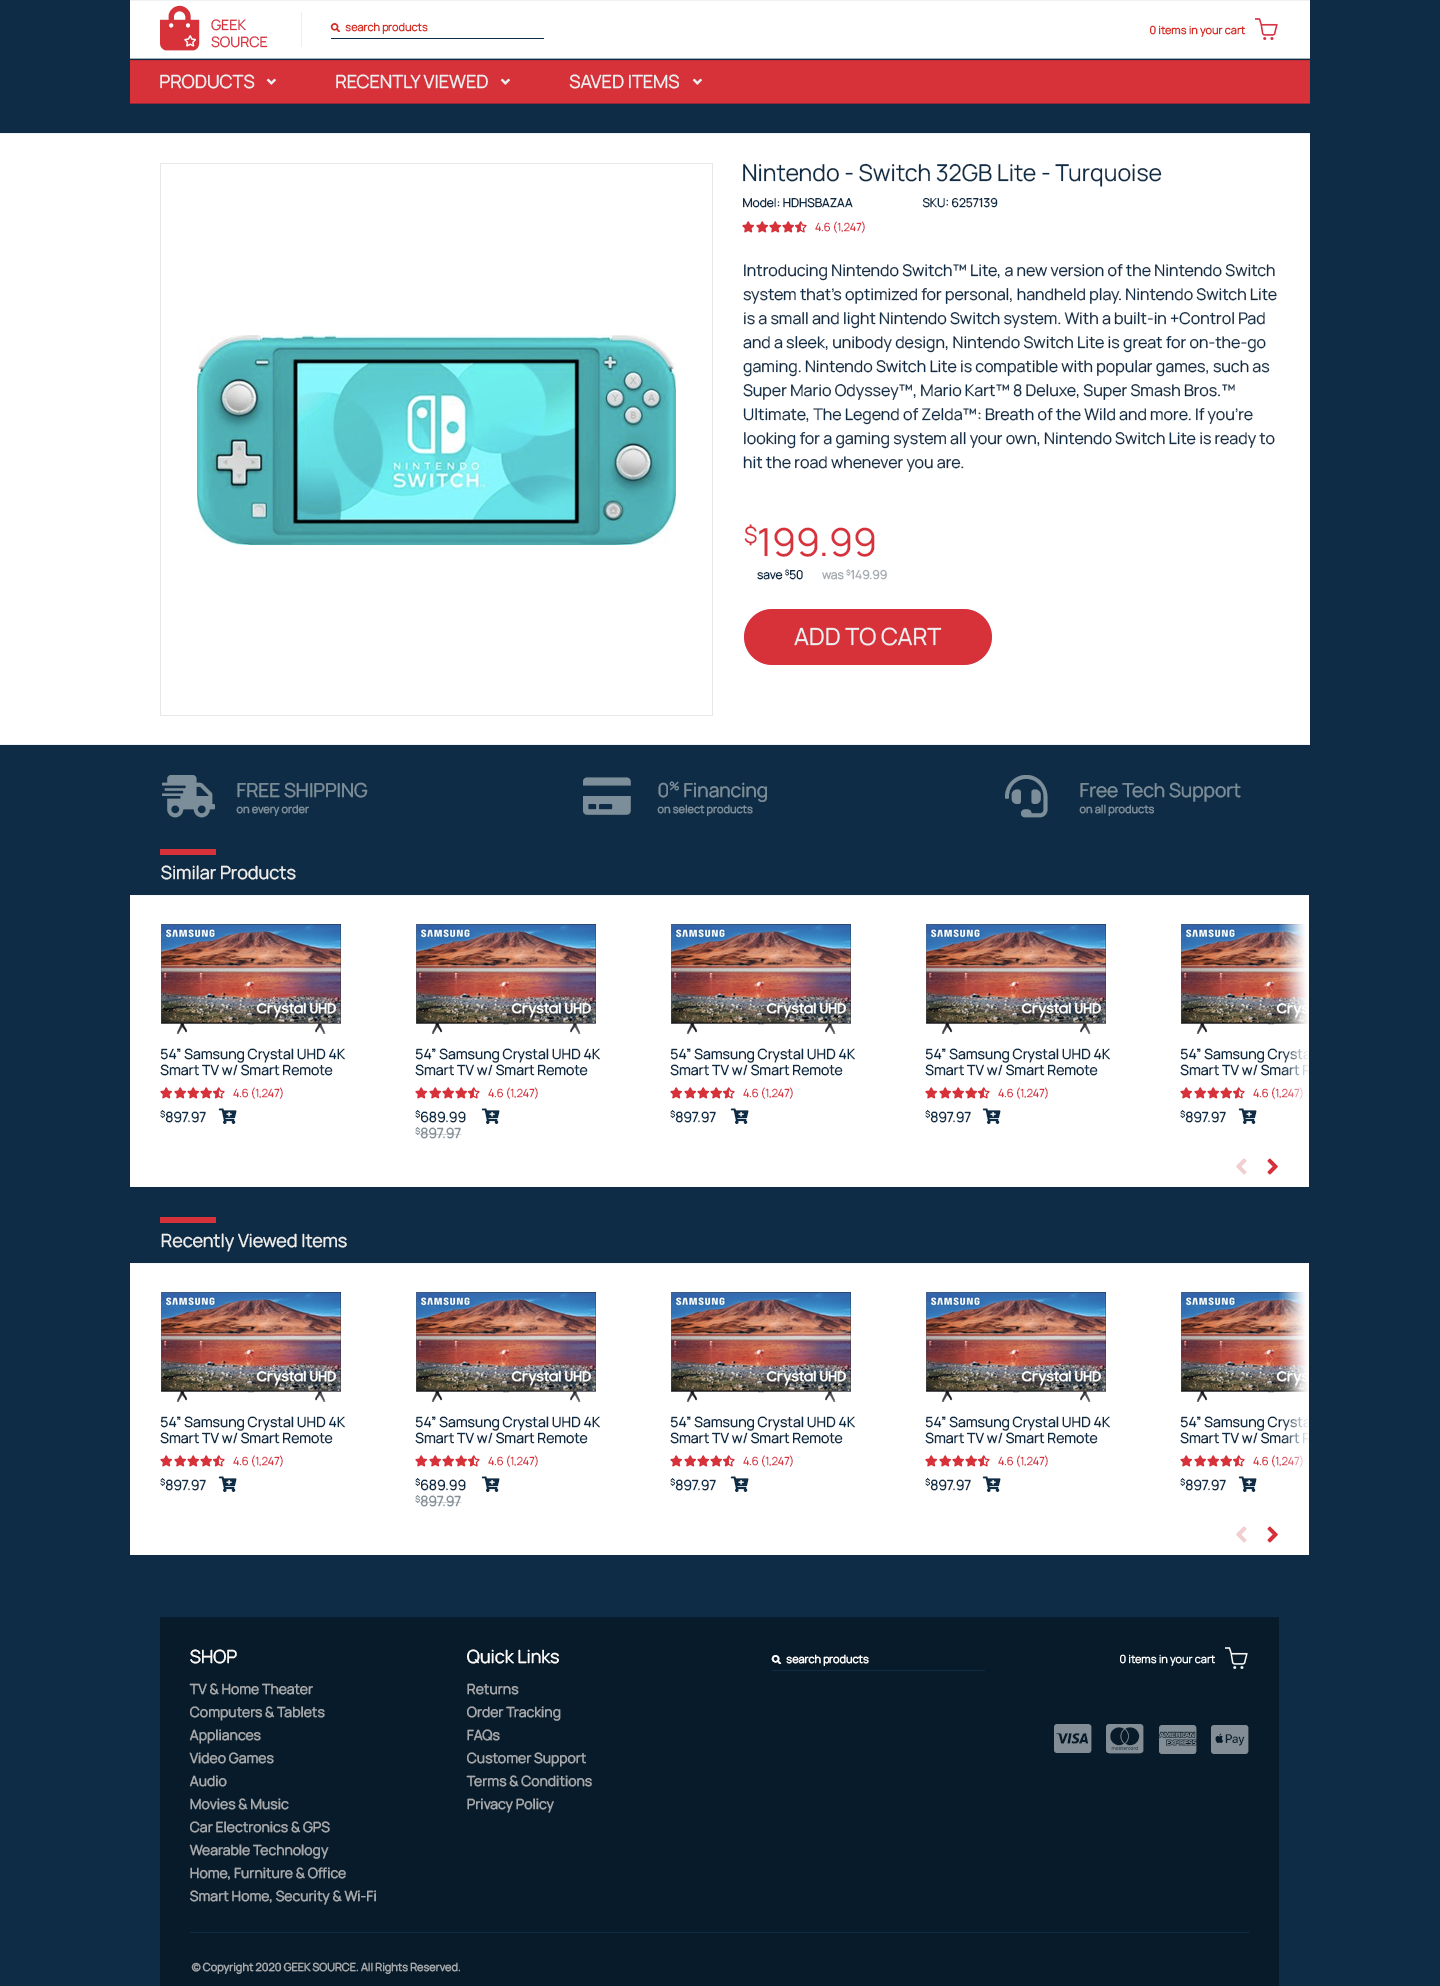 GEEK
SOURCE
search products
0 items in your cart
PRODUCTS
RECENTLY VIEWED
SAVED ITEMS
Nintendo - Switch 32GB Lite - Turquoise
Model: HDHSBAZAA
SKU: 6257139
4.6 (1,247)
Introducing Nintendo Switch™ Lite, a new version of the Nintendo Switch
system that's optimized for personal, handheld play. Nintendo Switch Lite
is a small and light Nintendo Switch system. With a built-in +Control Pad
and a sleek, unibody design, Nintendo Switch Lite is great for on-the-go
gaming. Nintendo Switch Lite is compatible with popular games, such as
Super Mario Odyssey™, Mario Kart™ 8 Deluxe, Super Smash Bros.™
Ultimate, The Legend of Zelda™: Breath of the Wild and more. If you're
looking for a gaming system all your own, Nintendo Switch Lite is ready to
hit the road whenever you are.
X
Y
A
B
NINTENDO
SWITCH
$199.99
save $50
was $149.99
ADD TO CART
FREE SHIPPING
on every order
0% Financing
on select products
Free Tech Support
on all products
Similar Products
SAMSUNG
Crystal UHD
54” Samsung Crystal UHD 4K
Smart TV w/ Smart Remote
4.6 (1,247)
$897.97
SAMSUNG
Crystal UHD
54” Samsung Crystal UHD 4K
Smart TV w/ Smart Remote
4.6 (1,247)
$689.99
$897.97
SAMSUNG
Crystal UHD
54” Samsung Crystal UHD 4K
Smart TV w/ Smart Remote
4.6 (1,247)
$897.97
SAMSUNG
Crystal UHD
54” Samsung Crystal UHD 4K
Smart TV w/ Smart Remote
4.6 (1,247)
$897.97
SAMSUNG
Crys
54” Samsung Crysta
Smart TV w/ Smart R
4.6 (1,247)
$897.97
Recently Viewed Items
SAMSUNG
Crystal UHD
54” Samsung Crystal UHD 4K
Smart TV w/ Smart Remote
4.6 (1,247)
$897.97
SAMSUNG
Crystal UHD
54” Samsung Crystal UHD 4K
Smart TV w/ Smart Remote
4.6 (1,247)
$689.99
$897.97
SAMSUNG
Crystal UHD
54” Samsung Crystal UHD 4K
Smart TV w/ Smart Remote
4.6 (1,247)
$897.97
SAMSUNG
Crystal UHD
54” Samsung Crystal UHD 4K
Smart TV w/ Smart Remote
4.6 (1,247)
$897.97
SAMSUNG
Crys
54” Samsung Crysta
Smart TV w/ Smart R
4.6 (1,247)
$897.97
SHOP
TV & Home Theater
Computers & Tablets
Appliances
Video Games
Audio
Movies & Music
Car Electronics & GPS
Wearable Technology
Home, Furniture & Office
Smart Home, Security & Wi-Fi
Quick Links
Returns
Order Tracking
FAQs
Customer Support
Terms & Conditions
Privacy Policy
search products
0 items in your cart
VISA
mastercard
AMERICAN
EXPRESS
Pay
© Copyright 2020 GEEK SOURCE. All Rights Reserved.